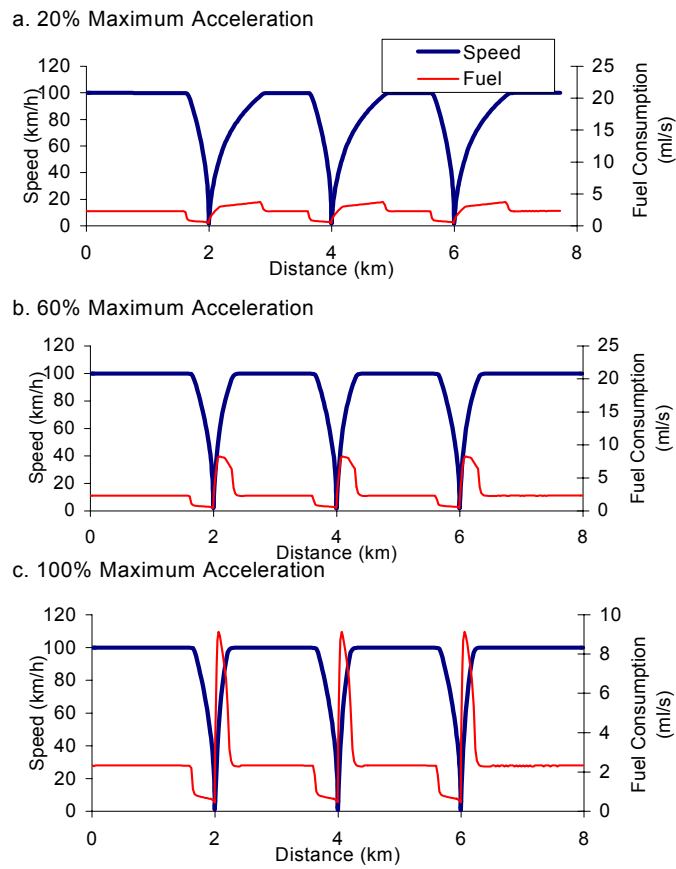 a. 20% Maximum Acceleration
Speed
Fuel
120
100
80
60
40
20
0
Speed (km/h)
25
20
15
10
5
0
Fuel Consumption
(ml/s)
0 2 4 6 8
Distance (km)
b. 60% Maximum Acceleration
120
100
80
60
40
20
0
Speed (km/h)
25
20
15
10
5
0
Fuel Consumption
(ml/s)
0 2 4 6 8
Distance (km)
c. 100% Maximum Acceleration
120
100
80
60
40
20
0
Speed (km/h)
10
8
6
4
2
0
Fuel Consumption
(ml/s)
0 2 4 6 8
Distance (km)